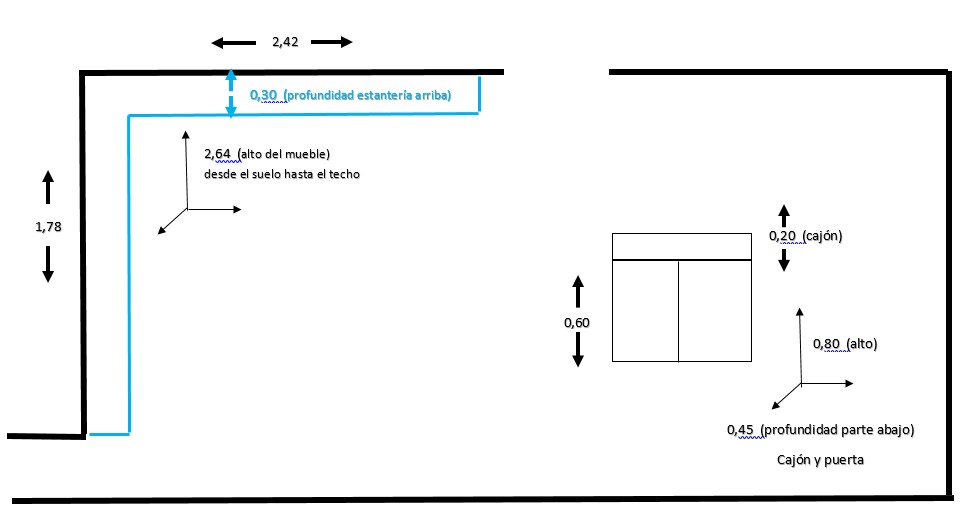 2,42
0,30 (profundidad estantería arriba)
2,64 (alto del mueble)
desde el suelo hasta el techo
1,78
0,20 (cajón)
0,60
0,80 (alto)
0,45 (profundidad parte abajo)
Cajón y puerta